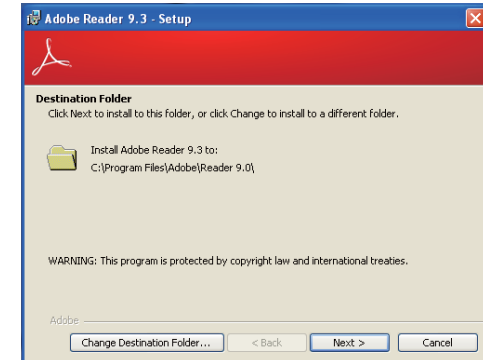 Adobe Reader 9.3 - Setup
Destination Folder
Click Next to install to this folder, or click Change to install to a different folder.
Install Adobe Reader 9.3 to:
C:\Program Files\Adobe\Reader 9.0\
WARNING: This program is protected by copyright law and international treaties.
Adobe
Change Destination Folder... < Back Next > Cancel